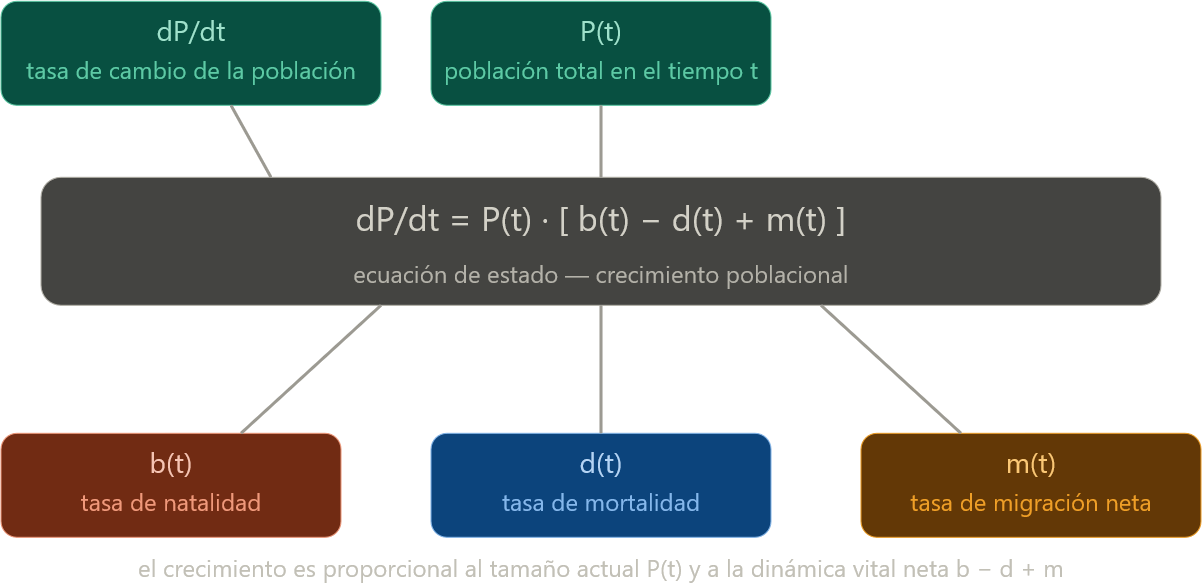 dP/dt
tasa de cambio de la población
P(t)
población total en el tiempo t
dP/dt = P(t) · [ b(t) − d(t) + m(t) ]
ecuación de estado — crecimiento poblacional
b(t)
tasa de natalidad
d(t)
tasa de mortalidad
m(t)
tasa de migración neta
el crecimiento es proporcional al tamaño actual P(t) y a la dinámica vital neta b − d + m